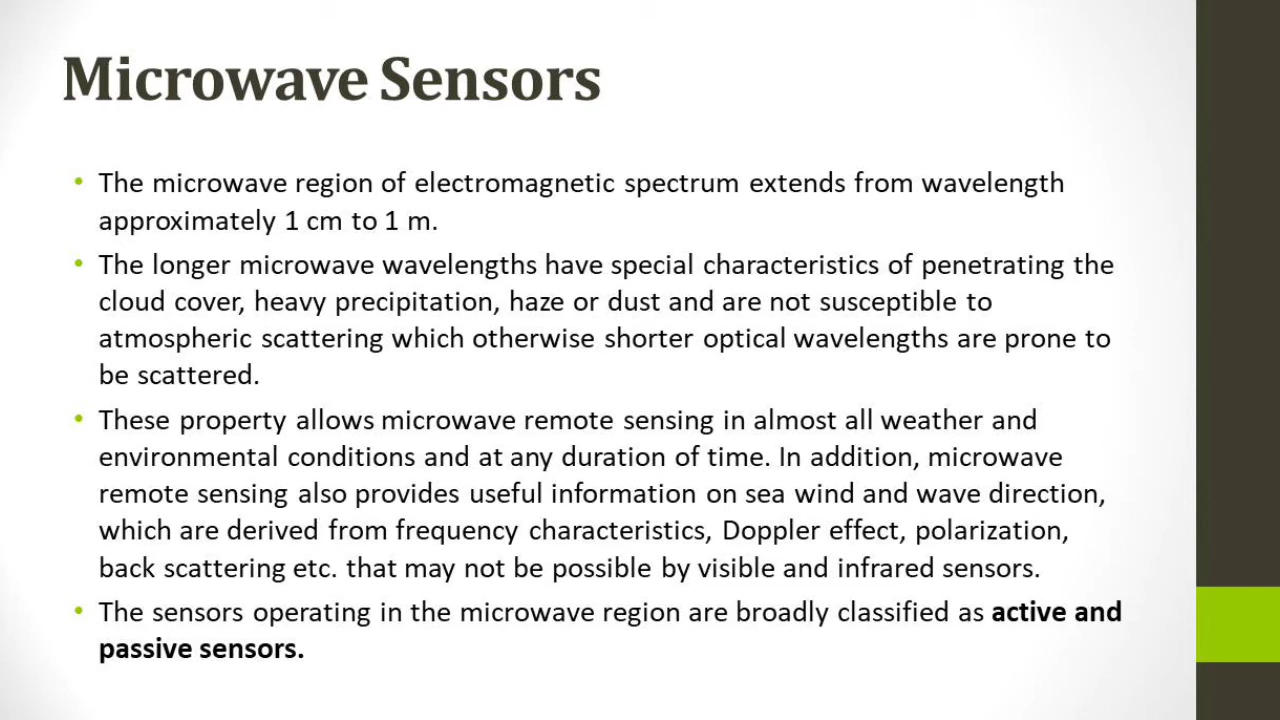 Microwave Sensors
• The microwave region of electromagnetic spectrum extends from wavelength
approximately 1 cm to 1 m.
• The longer microwave wavelengths have special characteristics of penetrating the
cloud cover, heavy precipitation, haze or dust and are not susceptible to
atmospheric scattering which otherwise shorter optical wavelengths are prone to
be scattered.
• These property allows microwave remote sensing in almost all weather and
environmental conditions and at any duration of time. In addition, microwave
remote sensing also provides useful information on sea wind and wave direction,
which are derived from frequency characteristics, Doppler effect, polarization,
back scattering etc. that may not be possible by visible and infrared sensors.
• The sensors operating in the microwave region are broadly classified as active and
passive sensors.